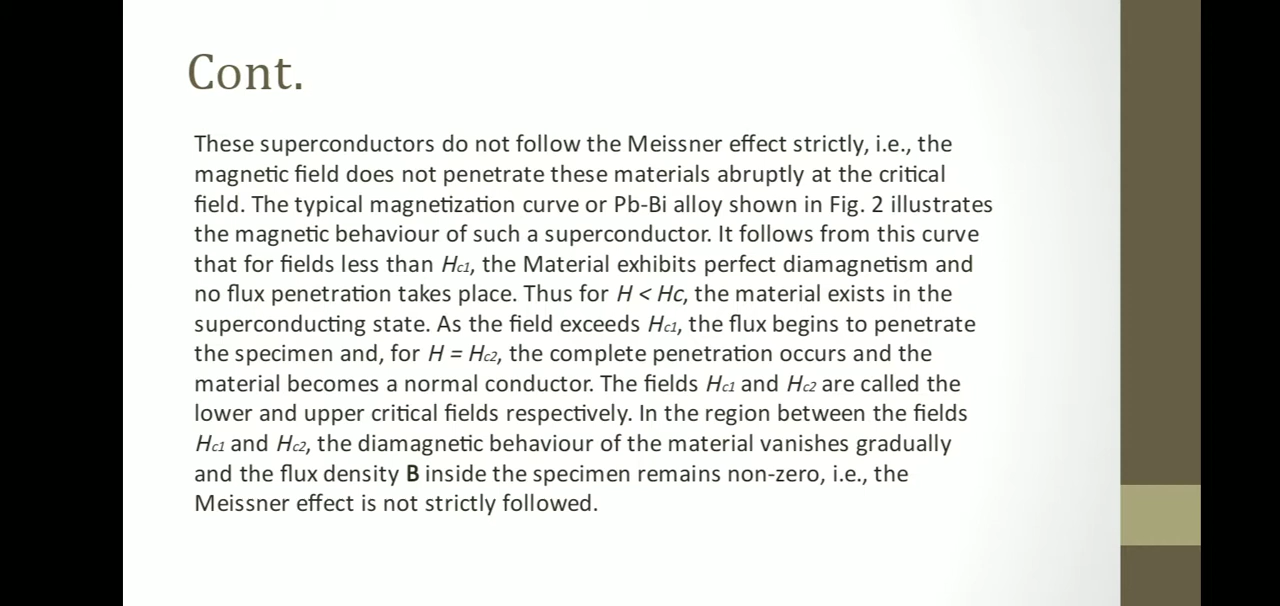 Cont.
These superconductors do not follow the Meissner effect strictly, i.e., the
magnetic field does not penetrate these materials abruptly at the critical
field. The typical magnetization curve or Pb-Bi alloy shown in Fig. 2 illustrates
the magnetic behaviour of such a superconductor. It follows from this curve
that for fields less than Hc1, the Material exhibits perfect diamagnetism and
no flux penetration takes place. Thus for H < Hc, the material exists in the
superconducting state. As the field exceeds Hc1, the flux begins to penetrate
the specimen and, for H = Hc2, the complete penetration occurs and the
material becomes a normal conductor. The fields Hc1 and Hc2 are called the
lower and upper critical fields respectively. In the region between the fields
Hc1 and Hc2, the diamagnetic behaviour of the material vanishes gradually
and the flux density B inside the specimen remains non-zero, i.e., the
Meissner effect is not strictly followed.